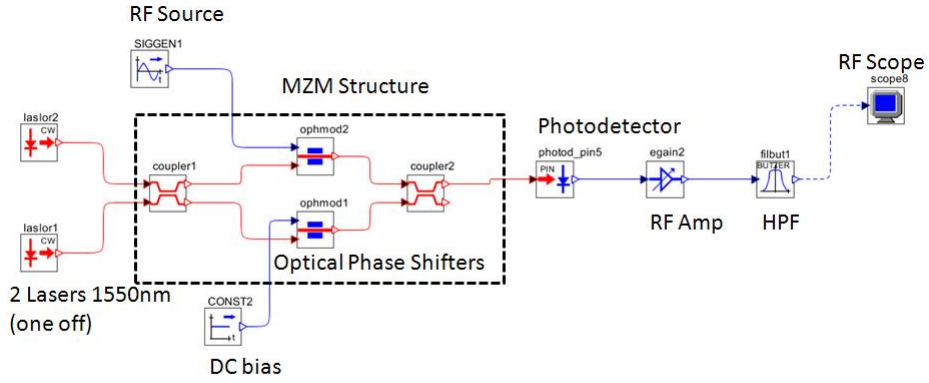 RF Source
SIGGEN1
t
MZM Structure
RF Scope
scope8
laslor2
CW
coupler1
ophmod2
coupler2
Photodetector
photod_pin5
PIN
egain2
filbut1
BUTTER
RF Amp
HPF
laslor1
CW
ophmod1
Optical Phase Shifters
2 Lasers 1550nm
(one off)
CONST2
t
DC bias